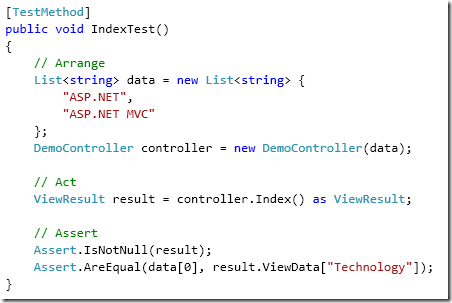 [TestMethod]
public void IndexTest()
{
    // Arrange
    List<string> data = new List<string> {
        "ASP.NET",
        "ASP.NET MVC"
    };
    DemoController controller = new DemoController(data);

    // Act
    ViewResult result = controller.Index() as ViewResult;

    // Assert
    Assert.IsNotNull(result);
    Assert.AreEqual(data[0], result.ViewData["Technology"]);
}